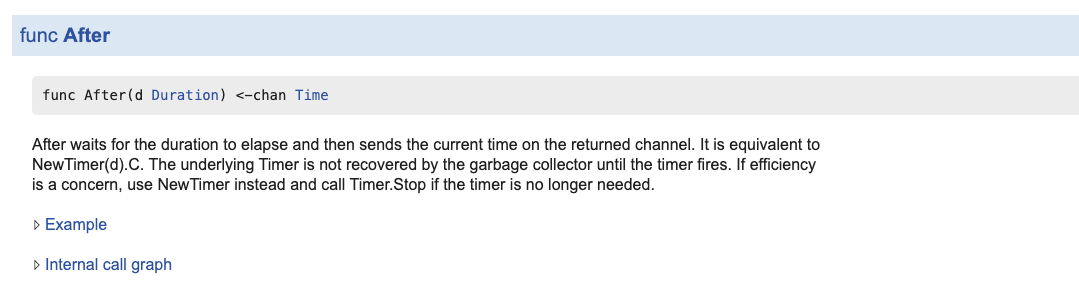 func After
func After(d Duration) <-chan Time
After waits for the duration to elapse and then sends the current time on the returned channel. It is equivalent to
NewTimer(d).C. The underlying Timer is not recovered by the garbage collector until the timer fires. If efficiency
is a concern, use NewTimer instead and call Timer.Stop if the timer is no longer needed.
▹ Example
▹ Internal call graph